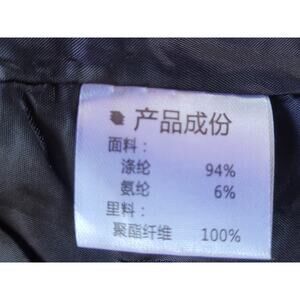 产品成份
面料：
涤纶 94%
氨纶 6%
里料：
聚酯纤维 100%